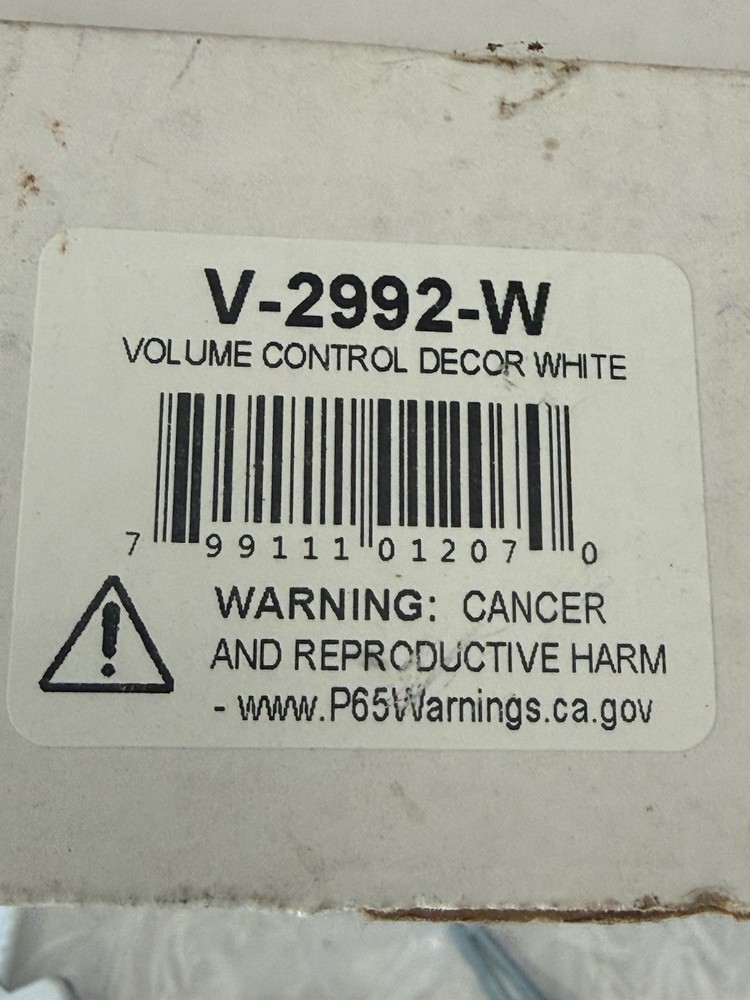 V-2992-W
VOLUME CONTROL DECOR WHITE
7 99111 01207 0
WARNING: CANCER
AND REPRODUCTIVE HARM
- www.P65Warnings.ca.gov